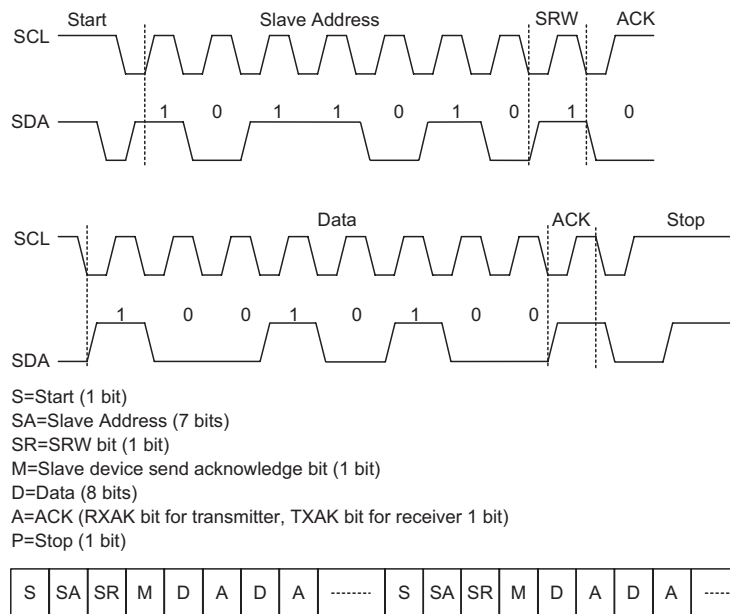 Start Slave Address SRW ACK
SCL
1 0 1 1 0 1 0 1 0
SDA
Data ACK Stop
SCL
1 0 0 1 0 1 0 0
SDA
S=Start (1 bit)
SA=Slave Address (7 bits)
SR=SRW bit (1 bit)
M=Slave device send acknowledge bit (1 bit)
D=Data (8 bits)
A=ACK (RXAK bit for transmitter, TXAK bit for receiver 1 bit)
P=Stop (1 bit)
S SA SR M D A D A ------- S SA SR M D A D A -----